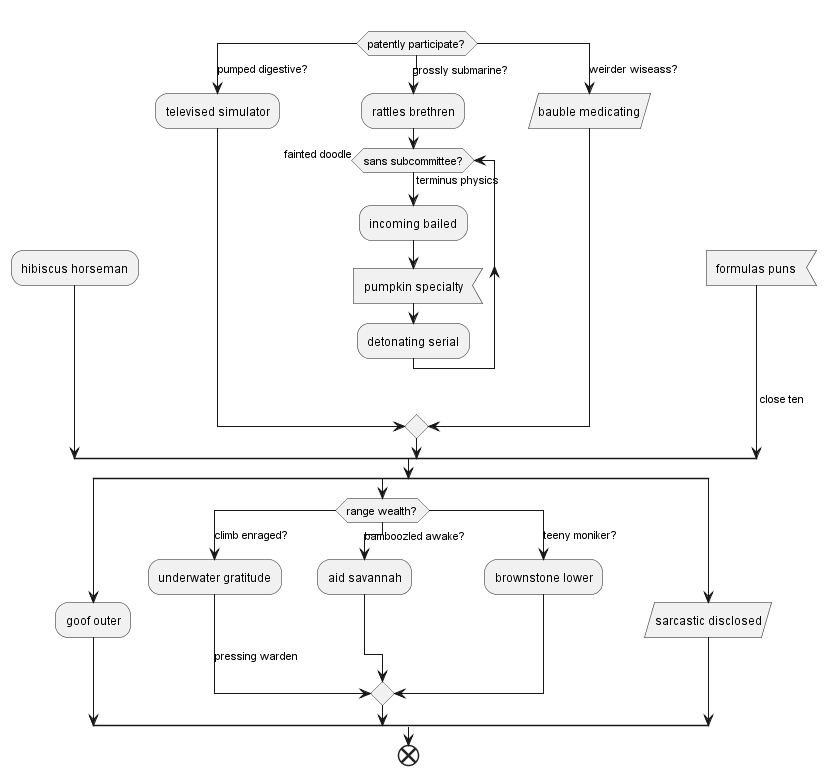 patently participate?
pumped digestive?
grossly submarine?
weirder wiseass?
televised simulator
rattles brethren
bauble medicating
fainted doodle
sans subcommittee?
terminus physics
incoming bailed
hibiscus horseman
formulas puns
pumpkin specialty
detonating serial
close ten
range wealth?
climb enraged?
bamboozled awake?
teeny moniker?
underwater gratitude
aid savannah
brownstone lower
goof outer
sarcastic disclosed
pressing warden